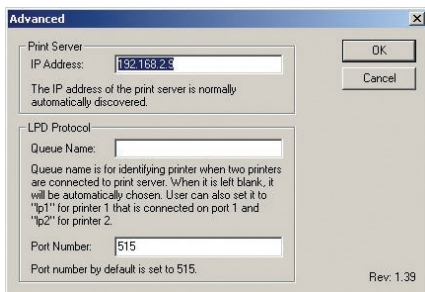 Advanced
Print Server
IP Address: 192.168.2.9
The IP address of the print server is normally
automatically discovered.
OK
Cancel
LPD Protocol
Queue Name:
Queue name is for identifying printer when two printers
are connected to print server. When it is left blank, it
will be automatically chosen. User can also set it to
"lp1" for printer 1 that is connected on port 1 and
"lp2" for printer 2.
Port Number: 515
Port number by default is set to 515.
Rev: 1.39